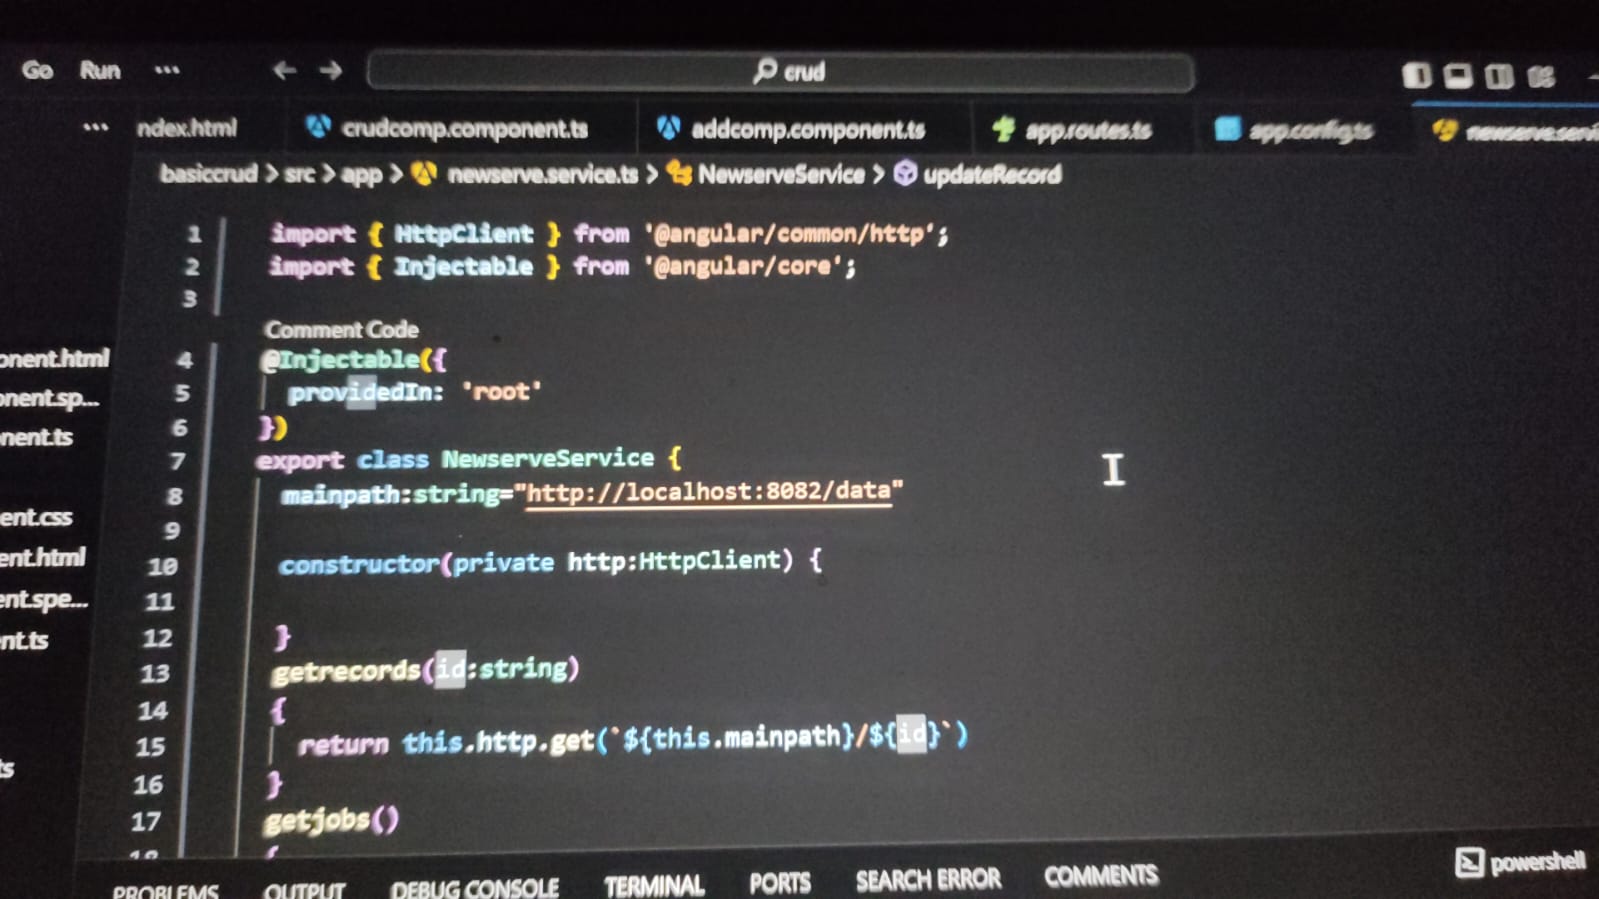 Go Run ...
crud
... ndex.html crudcomp.component.ts addcomp.component.ts app.routes.ts app.config.ts newserve.servi
basiccrud > src > app > newserve.service.ts > NewserveService > updateRecord
1 import { HttpClient } from '@angular/common/http';
2 import { Injectable } from '@angular/core';
3
Comment Code
4 @Injectable({
5 providedIn: 'root'
6 })
7 export class NewserveService {
8 mainpath:string="http://localhost:8082/data"
9
10 constructor(private http:HttpClient) {
11
12 }
13 getrecords(id:string)
14 {
15 return this.http.get(`${this.mainpath}/${id}`)
16 }
17 getjobs()
18 {
onent.html
onent.sp...
nent.ts
ent.css
ent.html
ent.spe...
nt.ts
ts
PROBLEMS OUTPUT DEBUG CONSOLE TERMINAL PORTS SEARCH ERROR COMMENTS
powershell